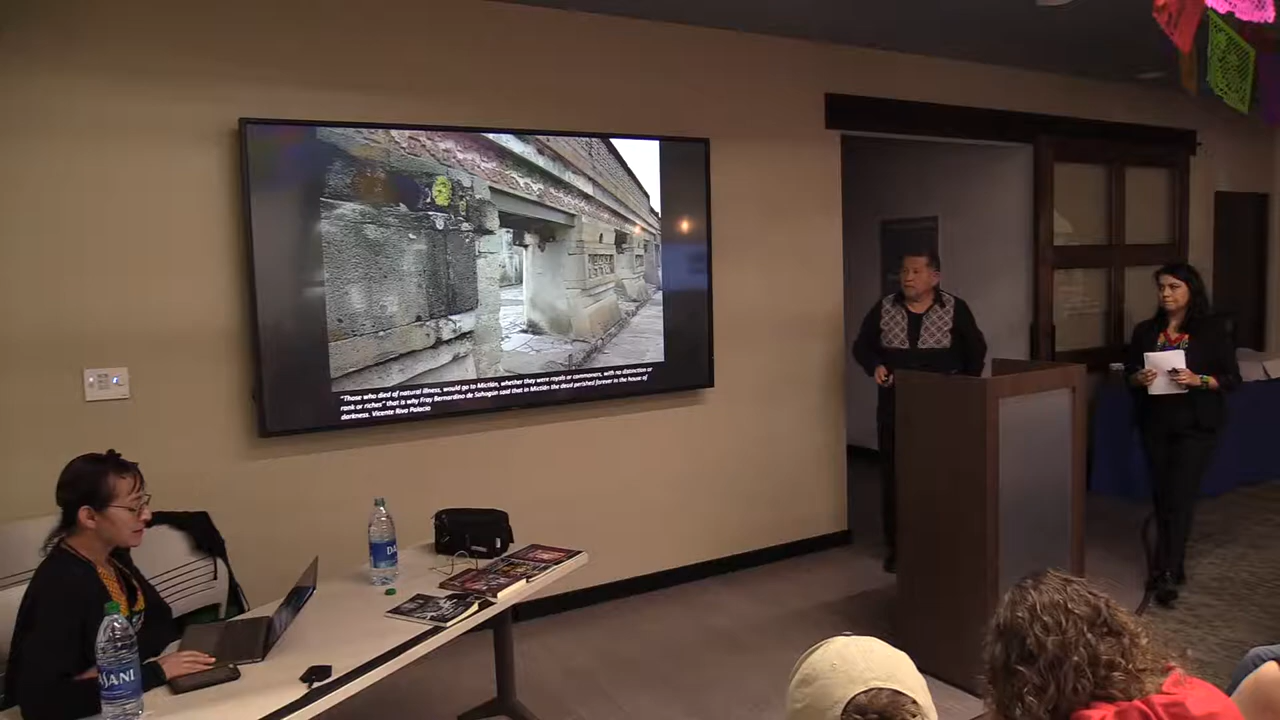 "Those who died of natural illness, would go to Mictlán, whether they were royals or commoners, with no distinction or
rank or riches" that is why Fray Bernardino de Sahagún said that in Mictlán the dead perished forever in the house of
darkness. Vicente Riva Palacio
DA
ASANI